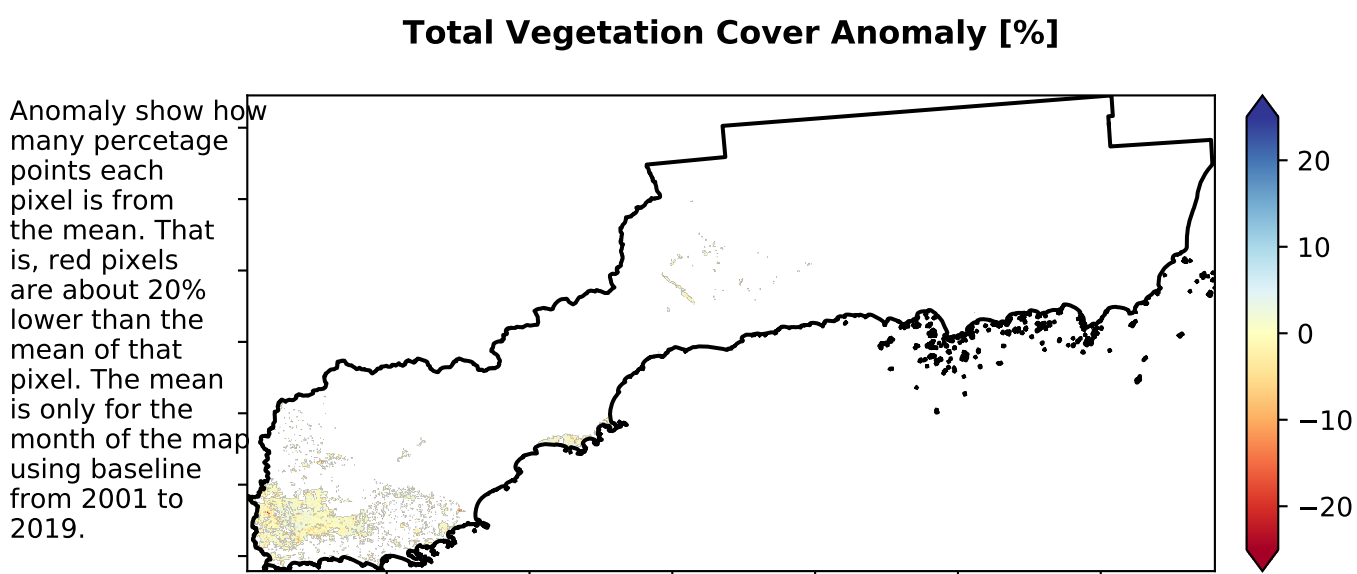 Total Vegetation Cover Anomaly [%]
Anomaly show how
many percetage
points each
pixel is from
the mean. That
is, red pixels
are about 20%
lower than the
mean of that
pixel. The mean
is only for the
month of the map
using baseline
from 2001 to
2019.
20
10
0
−10
−20